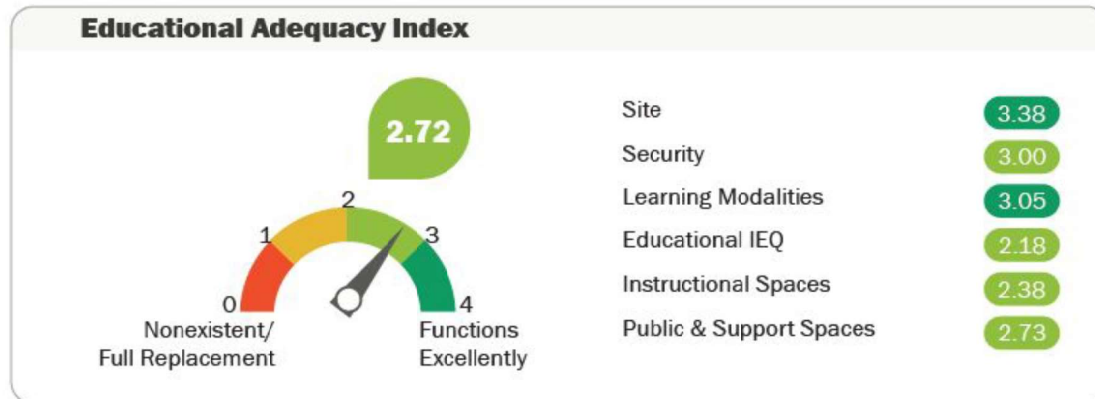 Educational Adequacy Index
2.72
0
1
2
3
4
Nonexistent/
Full Replacement
Functions
Excellently
Site 3.38
Security 3.00
Learning Modalities 3.05
Educational IEQ 2.18
Instructional Spaces 2.38
Public & Support Spaces 2.73